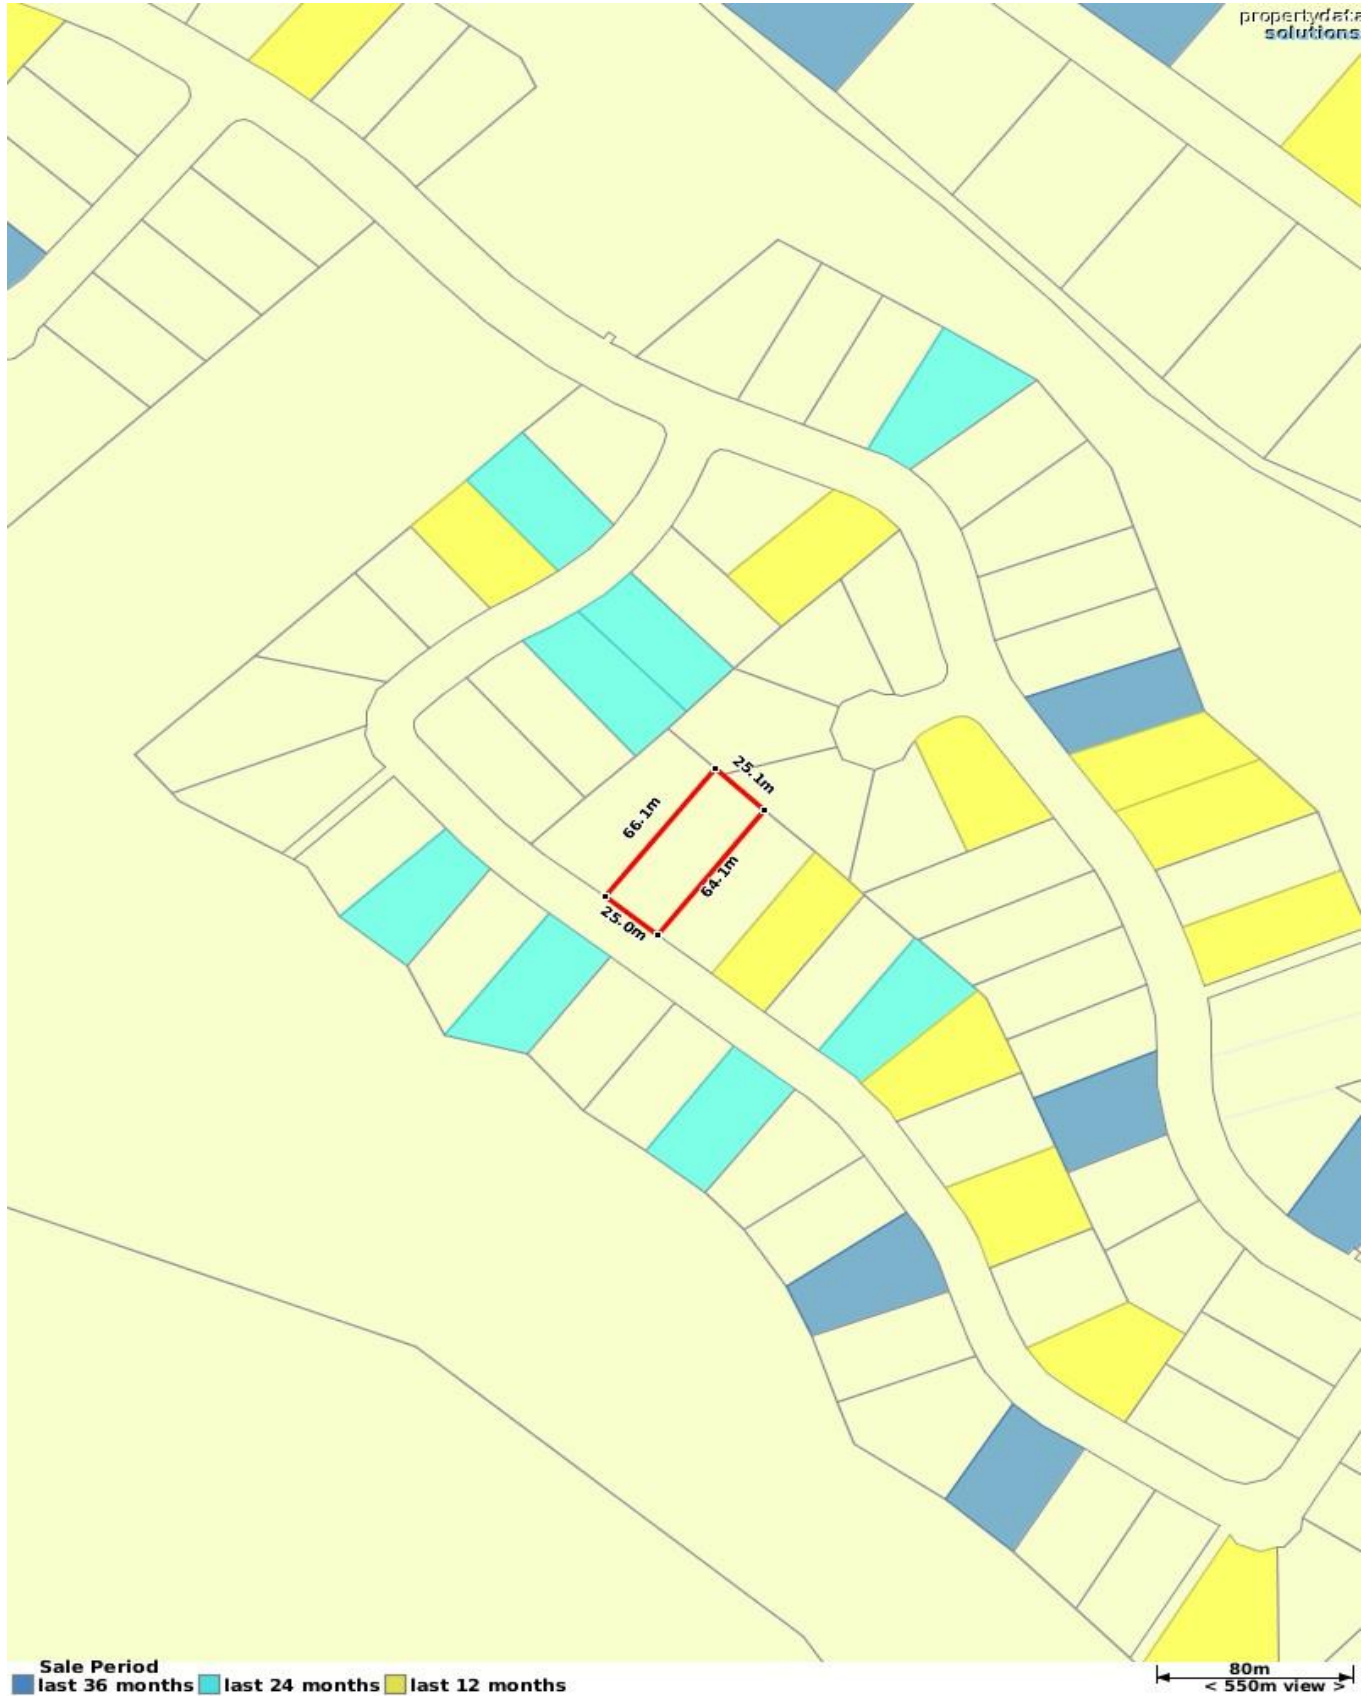 propertydata
solutions
25.1m
66.1m
64.1m
25.0m
Sale Period
last 36 months last 24 months last 12 months
80m
< 550m view >